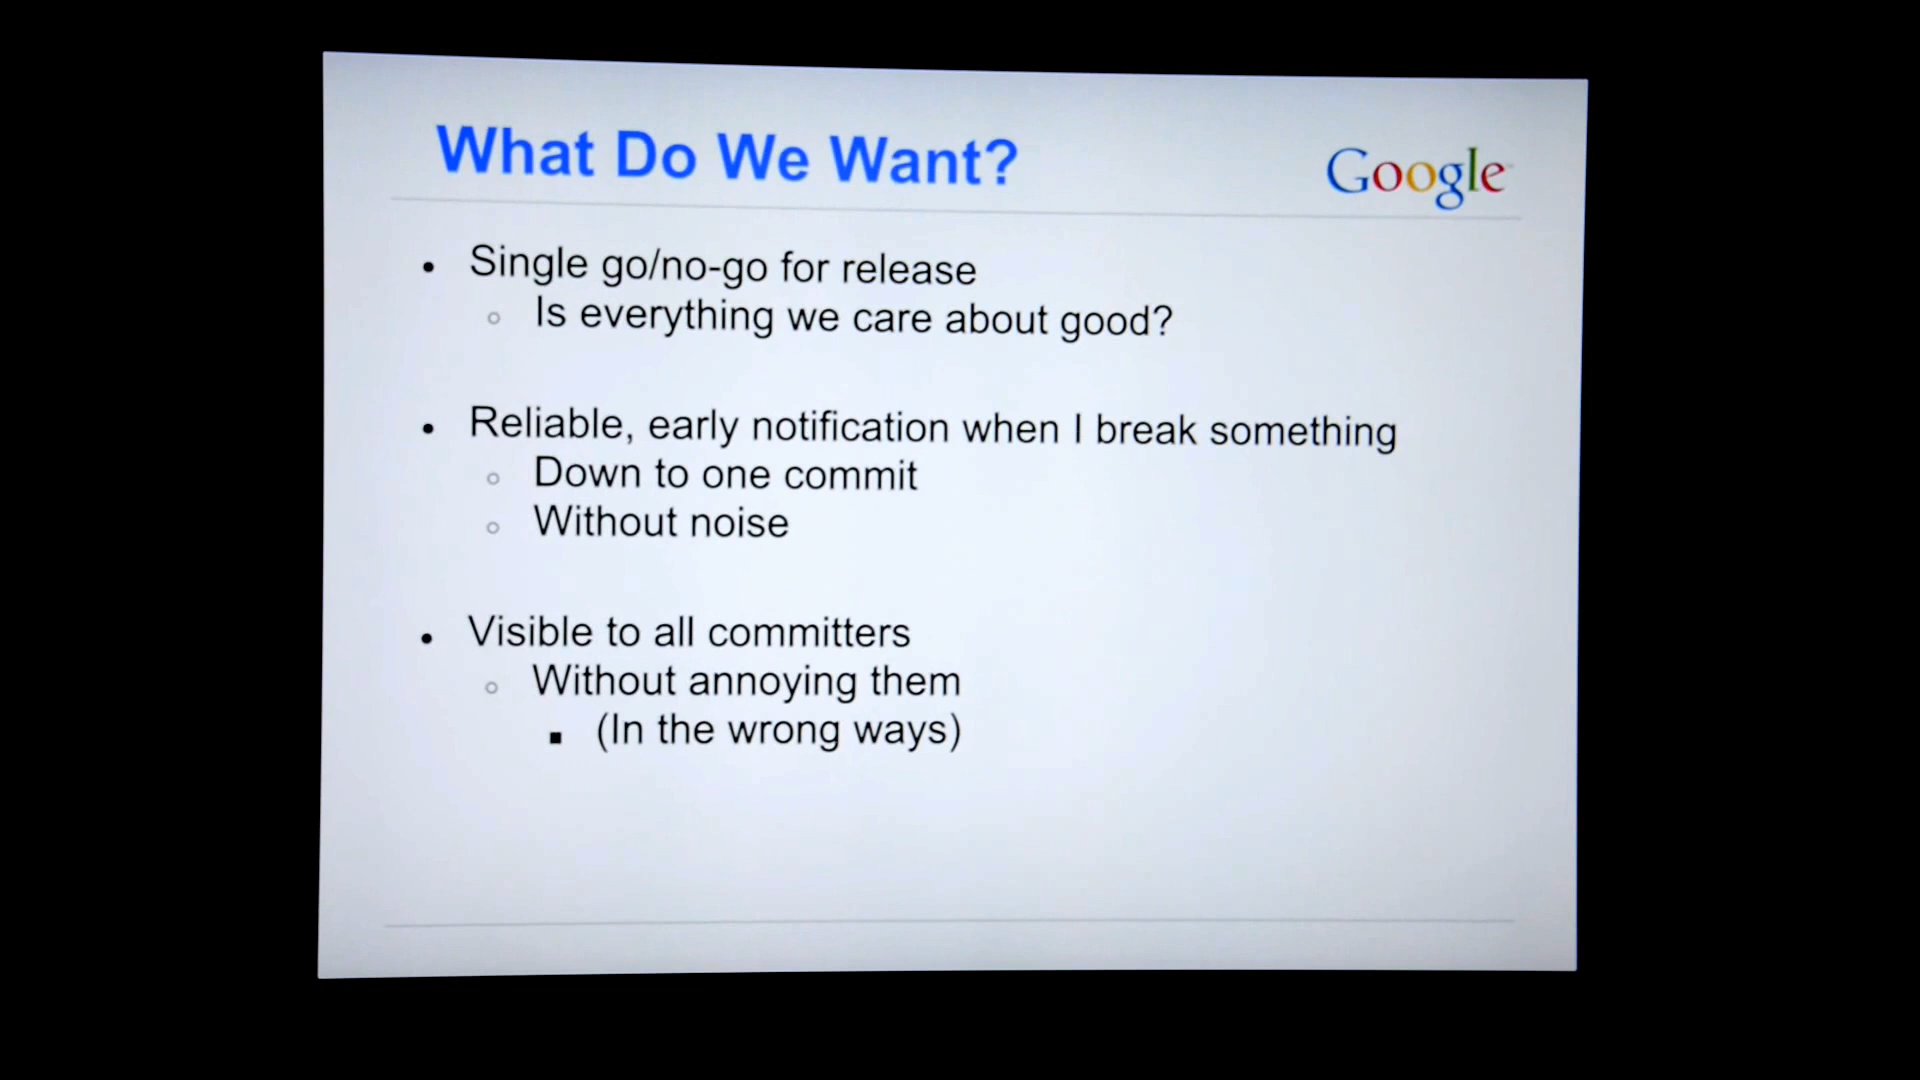 What Do We Want?
Google
• Single go/no-go for release
○ Is everything we care about good?
• Reliable, early notification when I break something
○ Down to one commit
○ Without noise
• Visible to all committers
○ Without annoying them
■ (In the wrong ways)